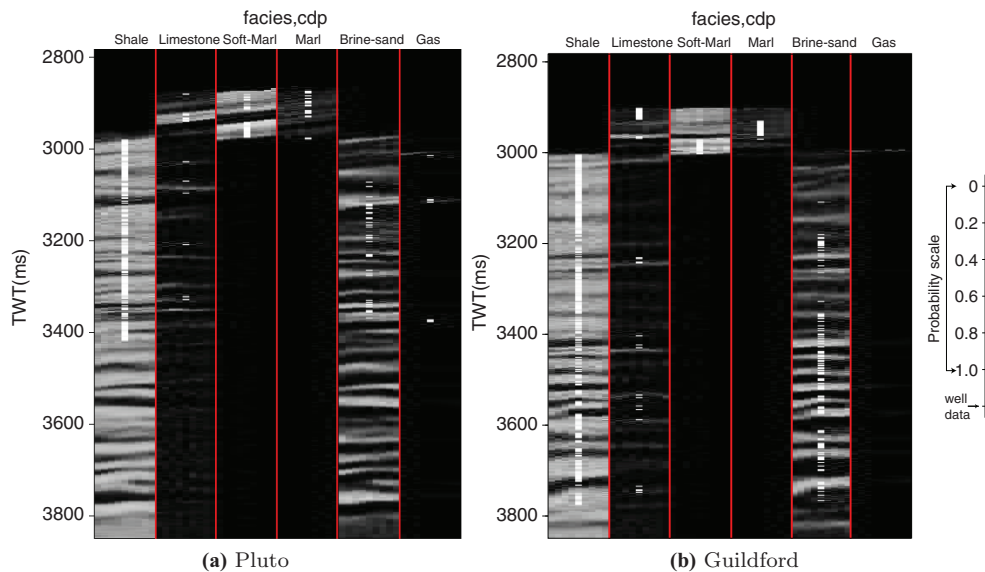 facies,cdp
Shale Limestone Soft-Marl Marl Brine-sand Gas
2800
3000
3200
3400
3600
3800
TWT(ms)
(a) Pluto
facies,cdp
Shale Limestone Soft-Marl Marl Brine-sand Gas
2800
3000
3200
3400
3600
3800
TWT(ms)
(b) Guildford
Probability scale
0
0.2
0.4
0.6
0.8
1.0
well
data